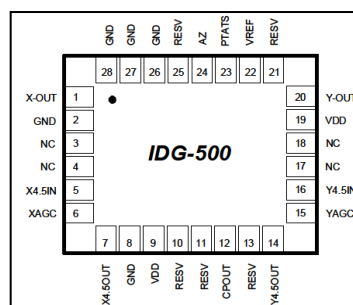 GND GND GND RESV AZ PTATS VREF RESV
28 27 26 25 24 23 22 21
X-OUT 1 20 Y-OUT
GND 2 19 VDD
NC 3 18 NC
IDG-500
NC 4 17 NC
X4.5IN 5 16 Y4.5IN
XAGC 6 15 YAGC
7 8 9 10 11 12 13 14
X4.5OUT GND VDD RESV RESV CPOUT RESV Y4.5OUT